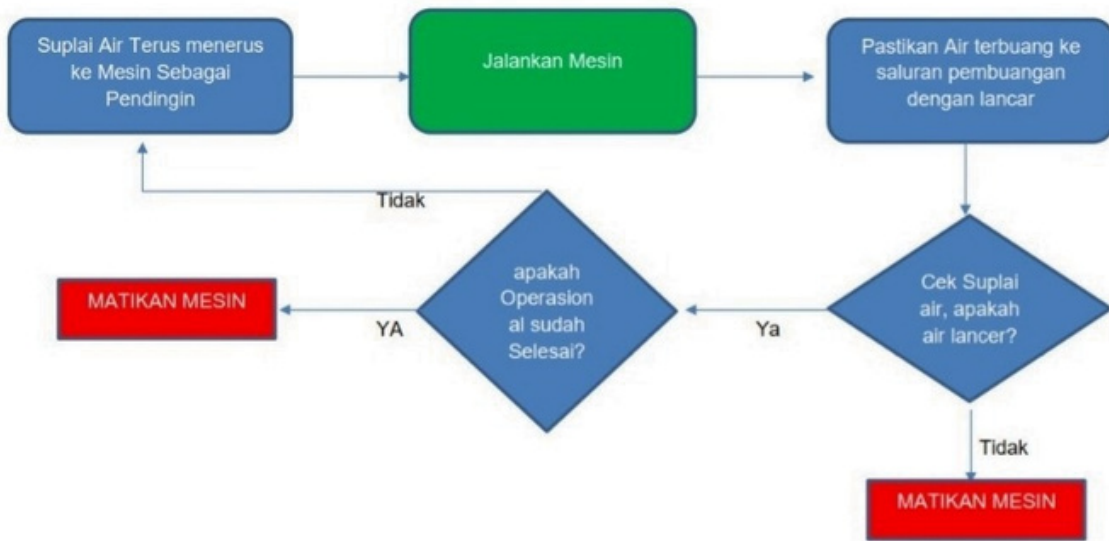 Suplai Air Terus menerus
ke Mesin Sebagai
Pendingin
Jalankan Mesin
Pastikan Air terbuang ke
saluran pembuangan
dengan lancar
Cek Suplai
air, apakah
air lancer?
Ya
Tidak
MATIKAN MESIN
apakah
Operasion
al sudah
Selesai?
Tidak
YA
MATIKAN MESIN